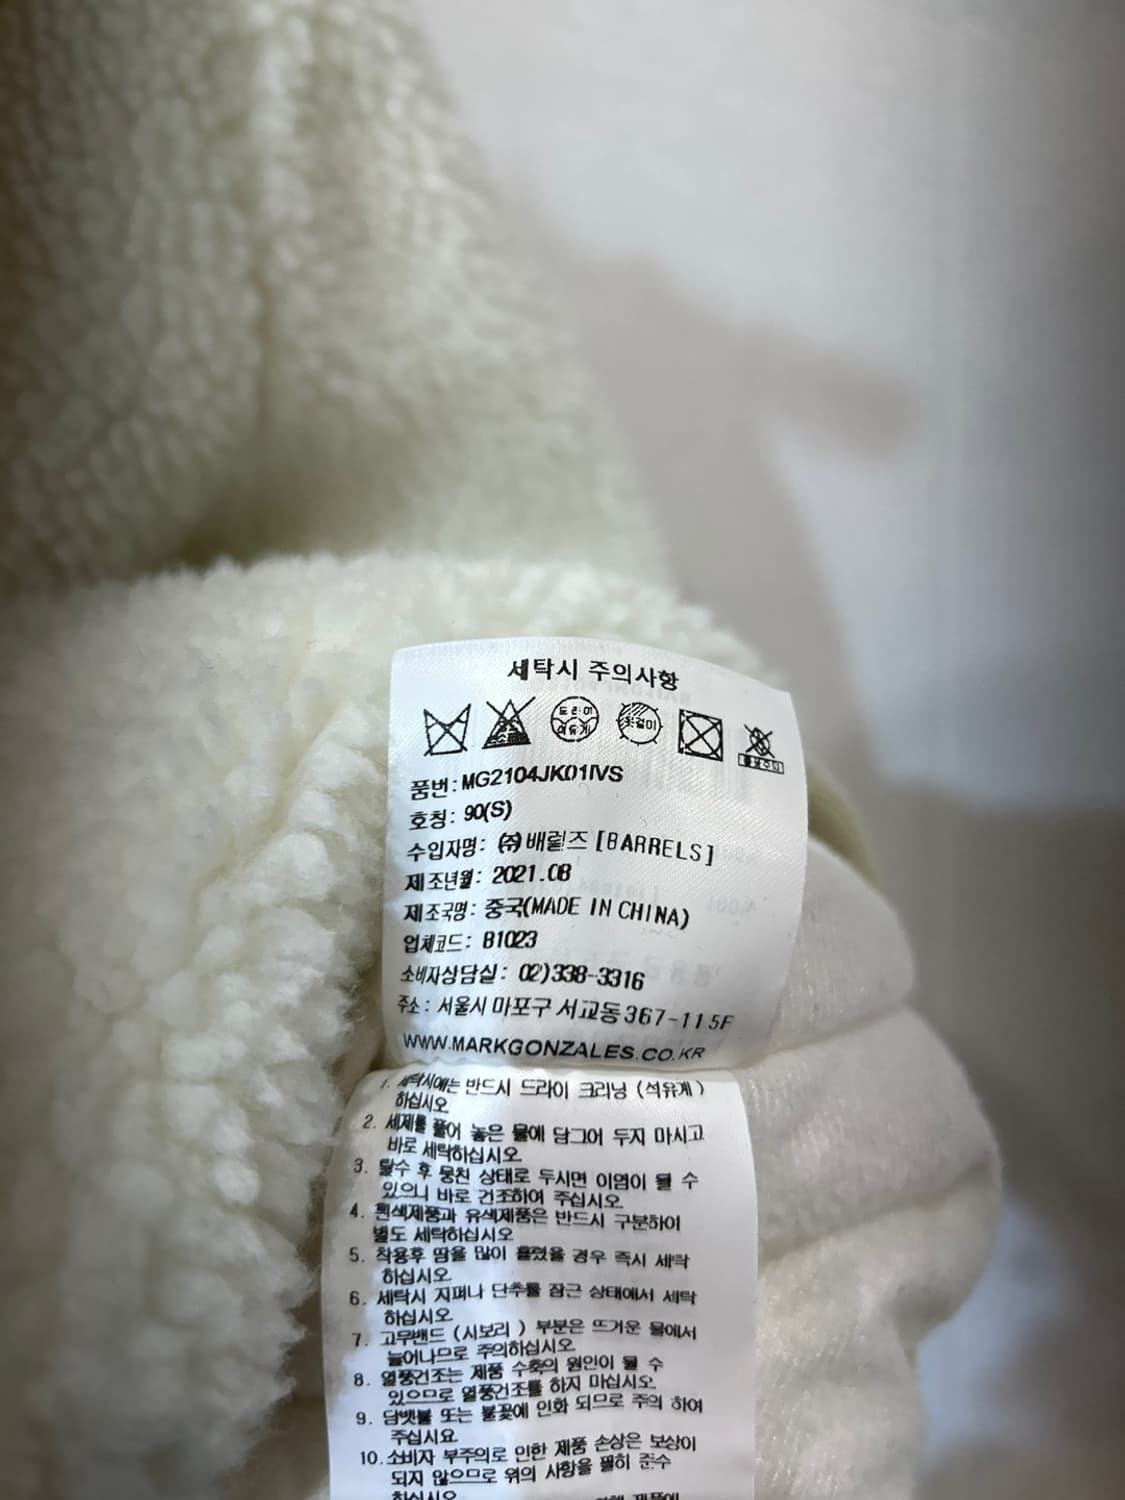 세탁시 주의사항
드라이
석유계
옷걸이
품번: MG2104JK01IVS
호칭: 90(S)
수입자명: ㈜배럴즈 [BARRELS]
제조년월: 2021.08
제조국명: 중국(MADE IN CHINA)
업체코드: B1023
소비자상담실: 02)338-3316
주소: 서울시 마포구 서교동 367-11 5F
WWW.MARKGONZALES.CO.KR
1. 세탁시에는 반드시 드라이 크리닝 (석유계)
하십시오
2. 세제를 풀어 놓은 물에 담그어 두지 마시고
바로 세탁하십시오
3. 탈수 후 뭉친 상태로 두시면 이염이 될 수
있으니 바로 건조하여 주십시오
4. 흰색제품과 유색제품은 반드시 구분하여
별도 세탁하십시오
5. 착용후 땀을 많이 흘렸을 경우 즉시 세탁
하십시오
6. 세탁시 지퍼나 단추를 잠근 상태에서 세탁
하십시오
7. 고무밴드 (시보리) 부분은 뜨거운 물에서
늘어나므로 주의하십시오
8. 열풍건조는 제품 수축의 원인이 될 수
있으므로 열풍건조를 하지 마십시오
9. 담뱃불 또는 불꽃에 인화 되므로 주의 하여
주십시요
10. 소비자 부주의로 인한 제품 손상은 보상이
되지 않으므로 위의 사항을 필히 준수
하십시오